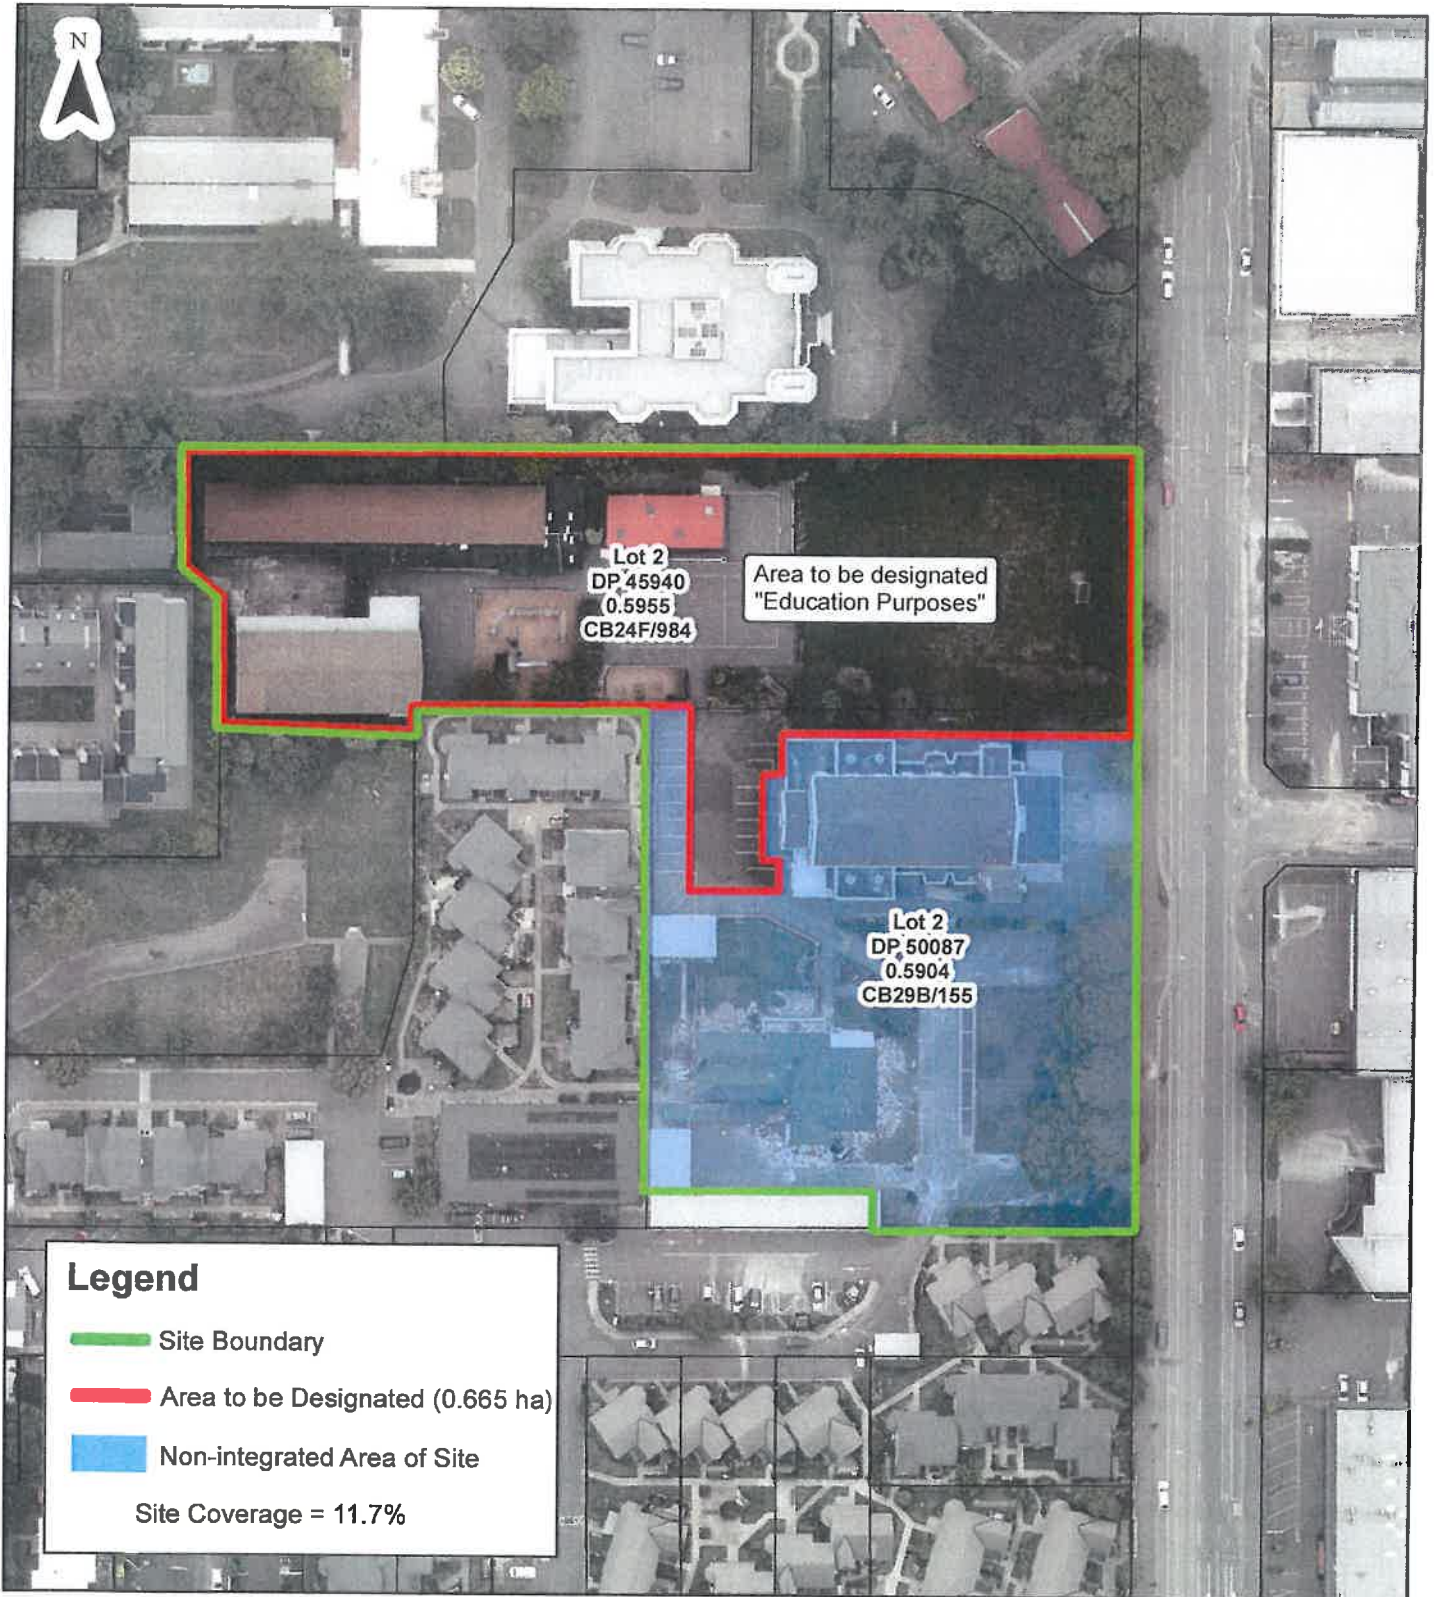 N
Lot 2
DP 45940
0.5955
CB24F/984
Area to be designated
"Education Purposes"
Lot 2
DP 50087
0.5904
CB29B/155
Legend
Site Boundary
Area to be Designated (0.665 ha)
Non-integrated Area of Site
Site Coverage = 11.7%